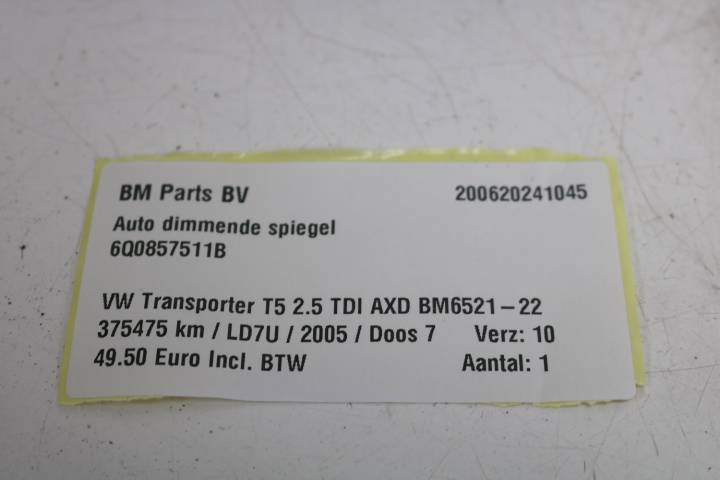 BM Parts BV 200620241045
Auto dimmende spiegel
6Q0857511B
VW Transporter T5 2.5 TDI AXD BM6521-22
375475 km / LD7U / 2005 / Doos 7 Verz: 10
49.50 Euro Incl. BTW Aantal: 1